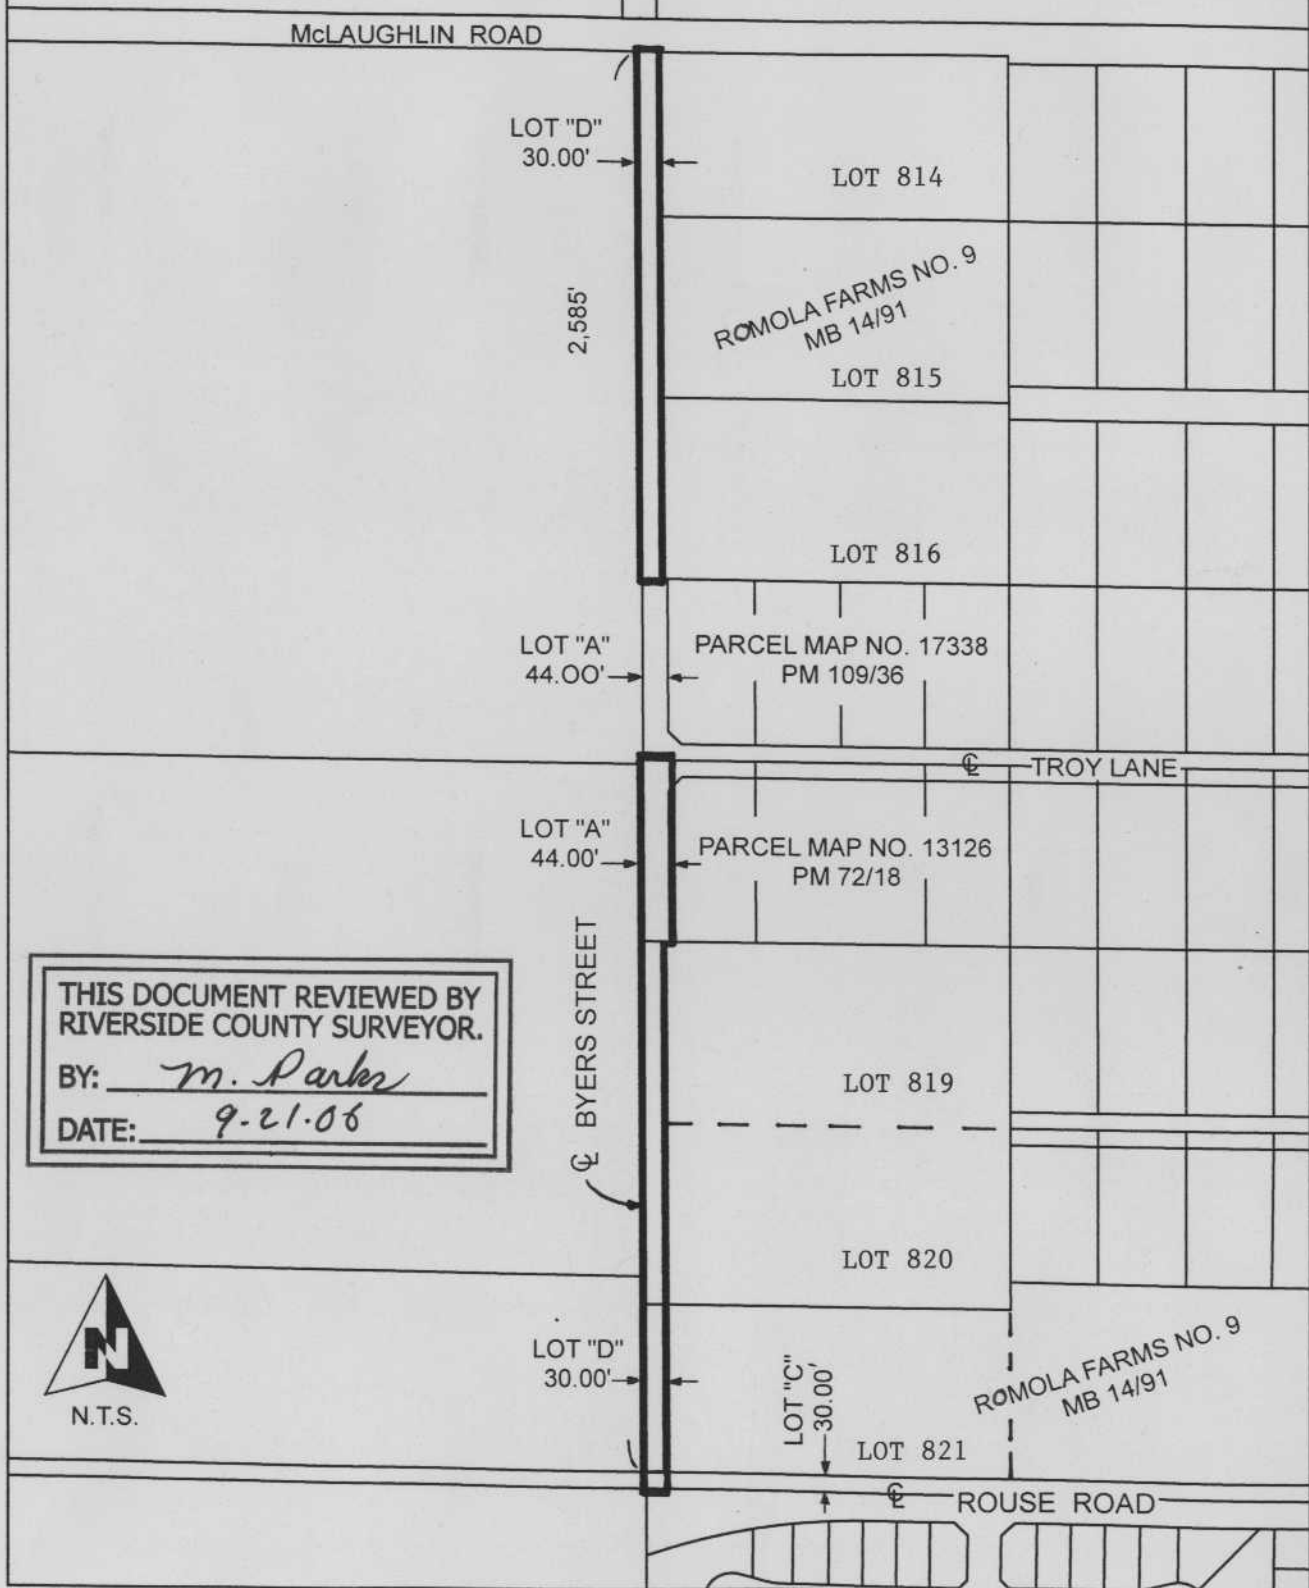 McLAUGHLIN ROAD
LOT "D"
30.00'
LOT 814
ROMOLA FARMS NO. 9
MB 14/91
2,585'
LOT 815
LOT 816
LOT "A"
44.OO'
PARCEL MAP NO. 17338
PM 109/36
℄ TROY LANE
LOT "A"
44.00'
PARCEL MAP NO. 13126
PM 72/18
℄ BYERS STREET
THIS DOCUMENT REVIEWED BY
RIVERSIDE COUNTY SURVEYOR.
BY: M. Parks
DATE: 9-21-06
LOT 819
LOT 820
N
N.T.S.
LOT "D"
30.00'
LOT "C"
30.00'
ROMOLA FARMS NO. 9
MB 14/91
LOT 821
℄ ROUSE ROAD